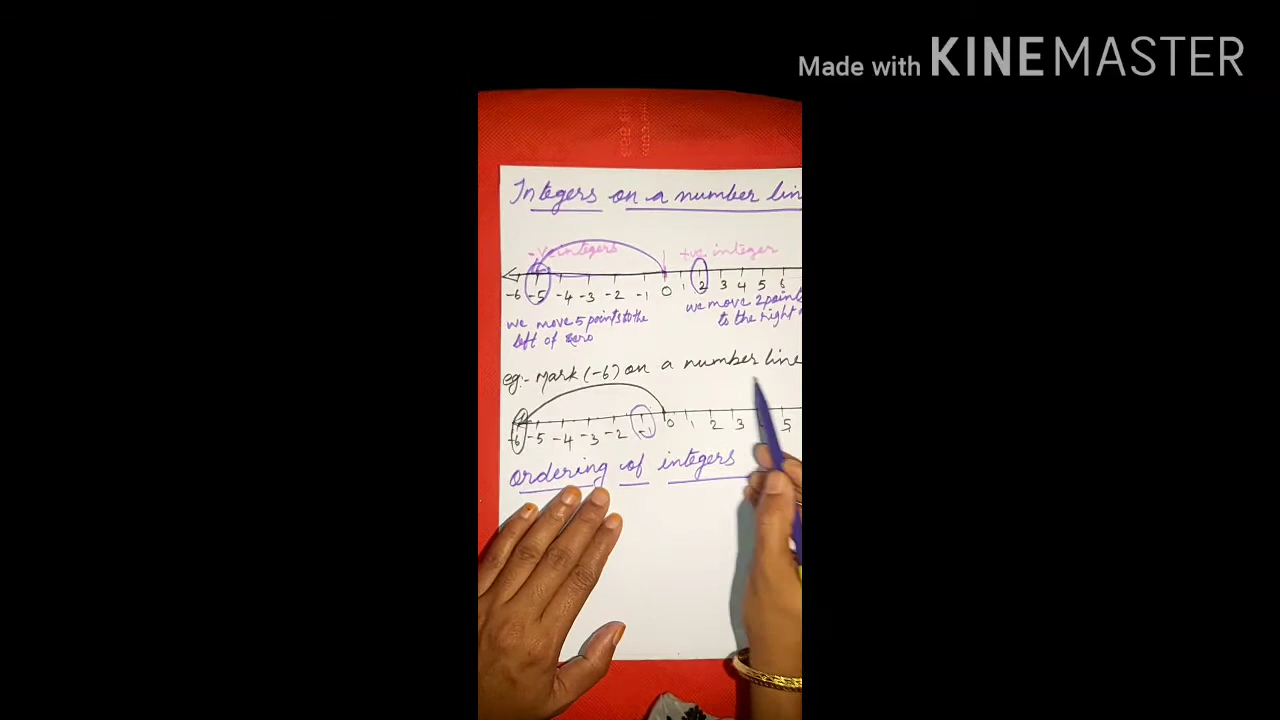 Made with KINEMASTER
Integers on a number lin
-ve integers +ve integer
-6 -5 -4 -3 -2 -1 0 1 2 3 4 5 6
we move 5 points to the
left of zero
we move 2 points
to the right
eg:- Mark (-6) on a number line
-6 -5 -4 -3 -2 -1 0 1 2 3 5
ordering of integers